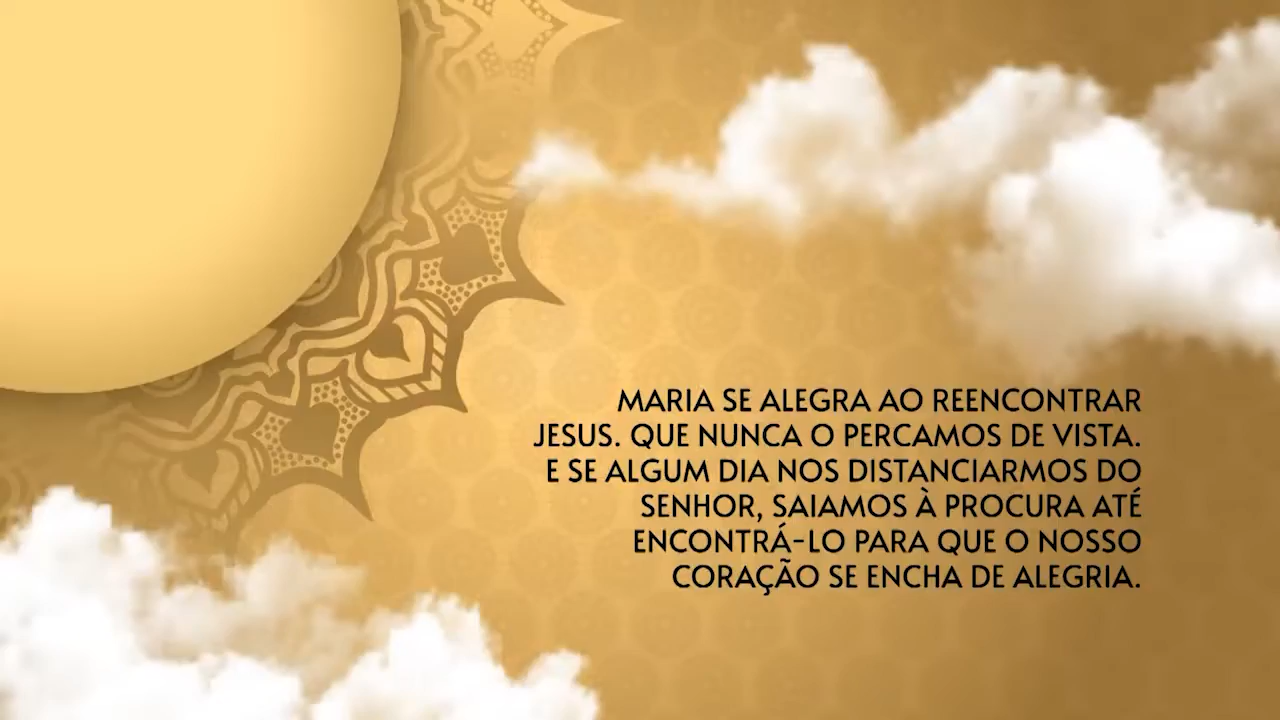 MARIA SE ALEGRA AO REENCONTRAR
JESUS. QUE NUNCA O PERCAMOS DE VISTA.
E SE ALGUM DIA NOS DISTANCIARMOS DO
SENHOR, SAIAMOS À PROCURA ATÉ
ENCONTRÁ-LO PARA QUE O NOSSO
CORAÇÃO SE ENCHA DE ALEGRIA.